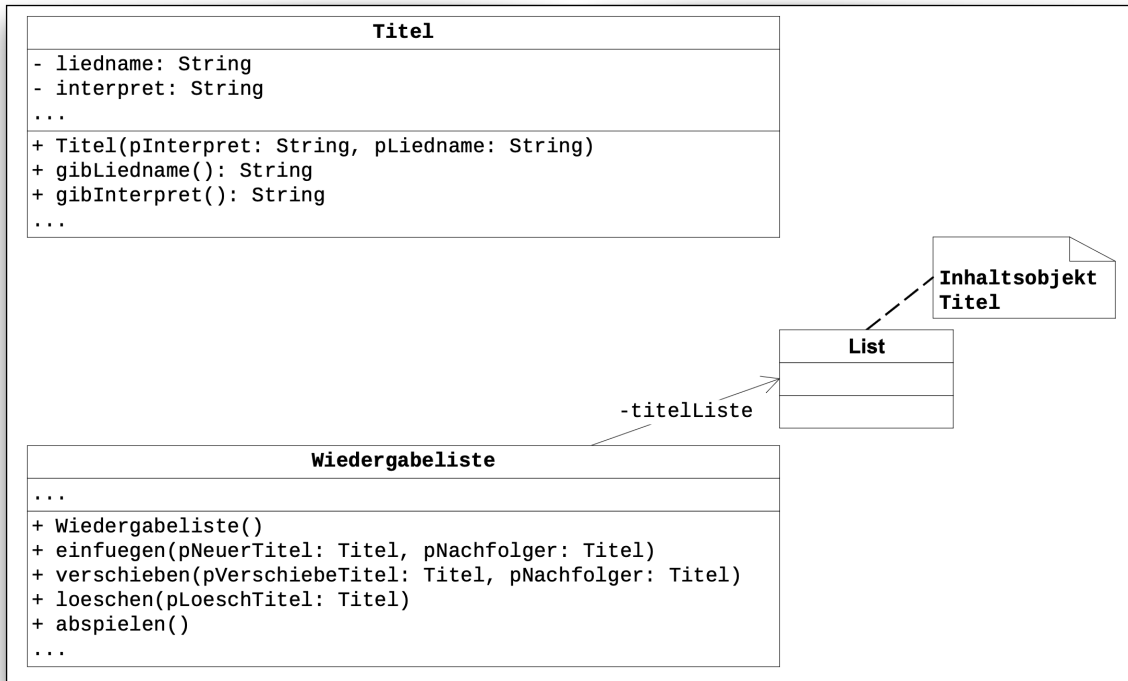 Titel
- liedname: String
- interpret: String
...
+ Titel(pInterpret: String, pLiedname: String)
+ gibLiedname(): String
+ gibInterpret(): String
...
Inhaltsobjekt
Titel
List
-titelListe
Wiedergabeliste
...
+ Wiedergabeliste()
+ einfuegen(pNeuerTitel: Titel, pNachfolger: Titel)
+ verschieben(pVerschiebeTitel: Titel, pNachfolger: Titel)
+ loeschen(pLoeschTitel: Titel)
+ abspielen()
...